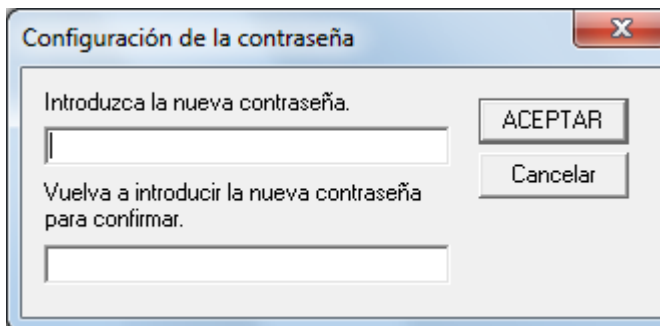 Configuración de la contraseña
Introduzca la nueva contraseña.
ACEPTAR
Cancelar
Vuelva a introducir la nueva contraseña
para confirmar.